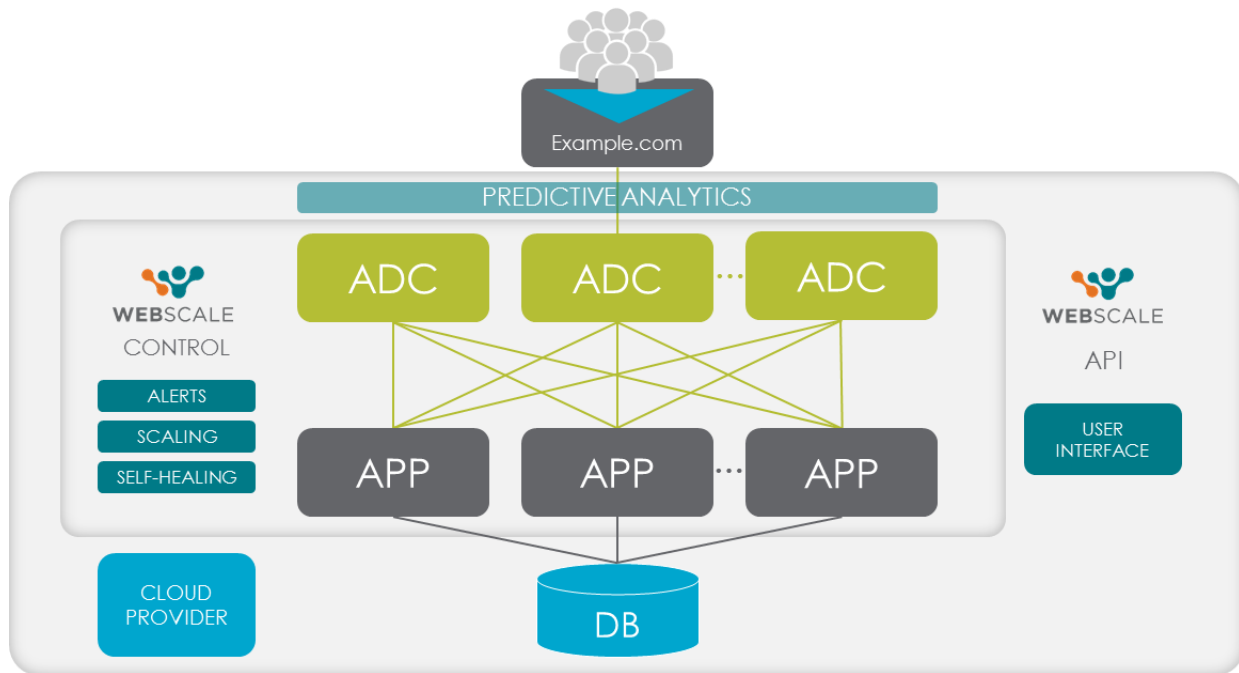 Example.com
PREDICTIVE ANALYTICS
ADC
ADC
...
ADC
WEBSCALE
CONTROL
ALERTS
SCALING
SELF-HEALING
WEBSCALE
API
USER
INTERFACE
APP
APP
...
APP
CLOUD
PROVIDER
DB